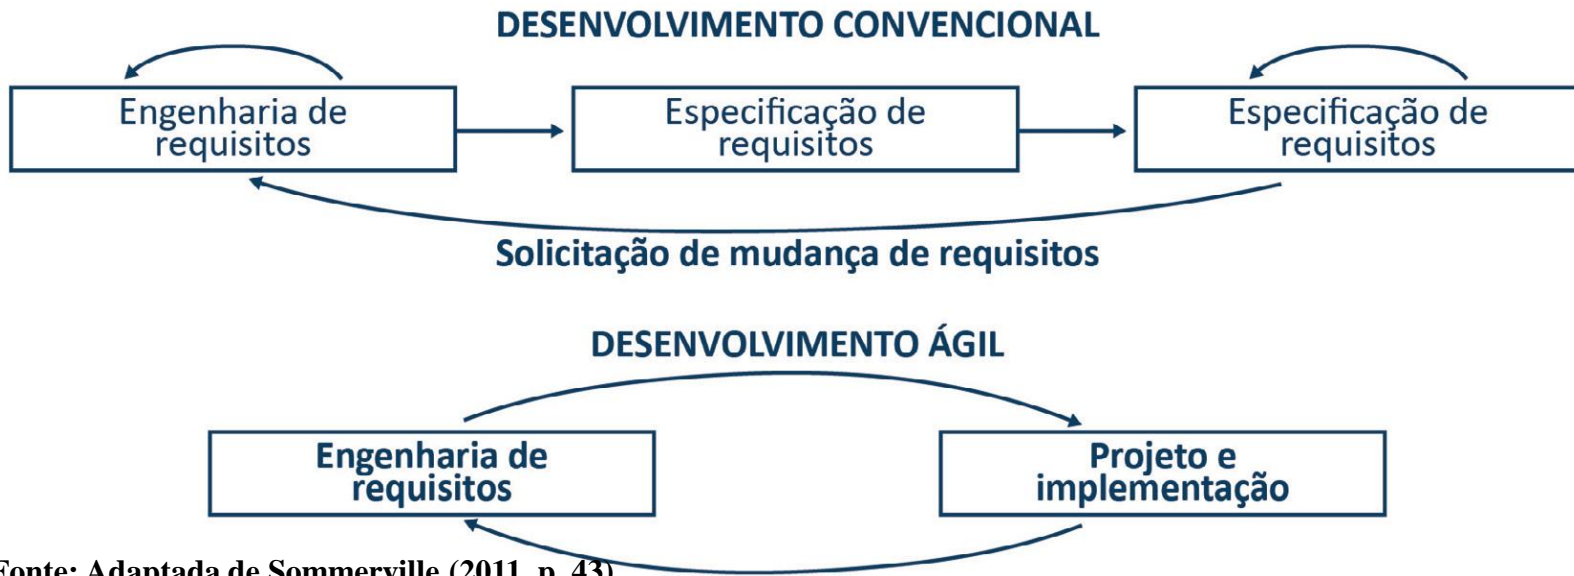 DESENVOLVIMENTO CONVENCIONAL
Engenharia de
requisitos
Especificação de
requisitos
Especificação de
requisitos
Solicitação de mudança de requisitos
DESENVOLVIMENTO ÁGIL
Engenharia de
requisitos
Projeto e
implementação
Fonte: Adaptada de Sommerville (2011, p. 43)